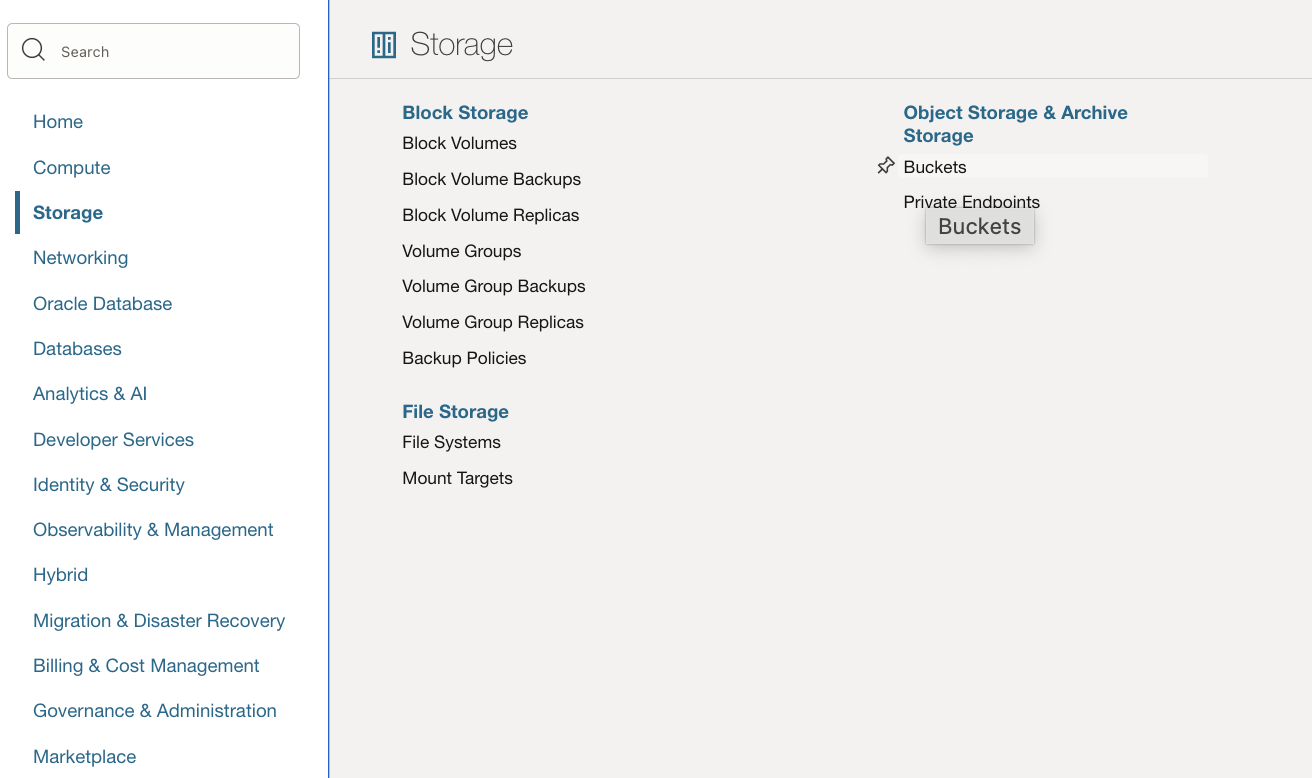 Search
Home
Compute
Storage
Networking
Oracle Database
Databases
Analytics & AI
Developer Services
Identity & Security
Observability & Management
Hybrid
Migration & Disaster Recovery
Billing & Cost Management
Governance & Administration
Marketplace
Storage
Block Storage
Block Volumes
Block Volume Backups
Block Volume Replicas
Volume Groups
Volume Group Backups
Volume Group Replicas
Backup Policies
File Storage
File Systems
Mount Targets
Object Storage & Archive
Storage
Buckets
Private Endpoints
Buckets